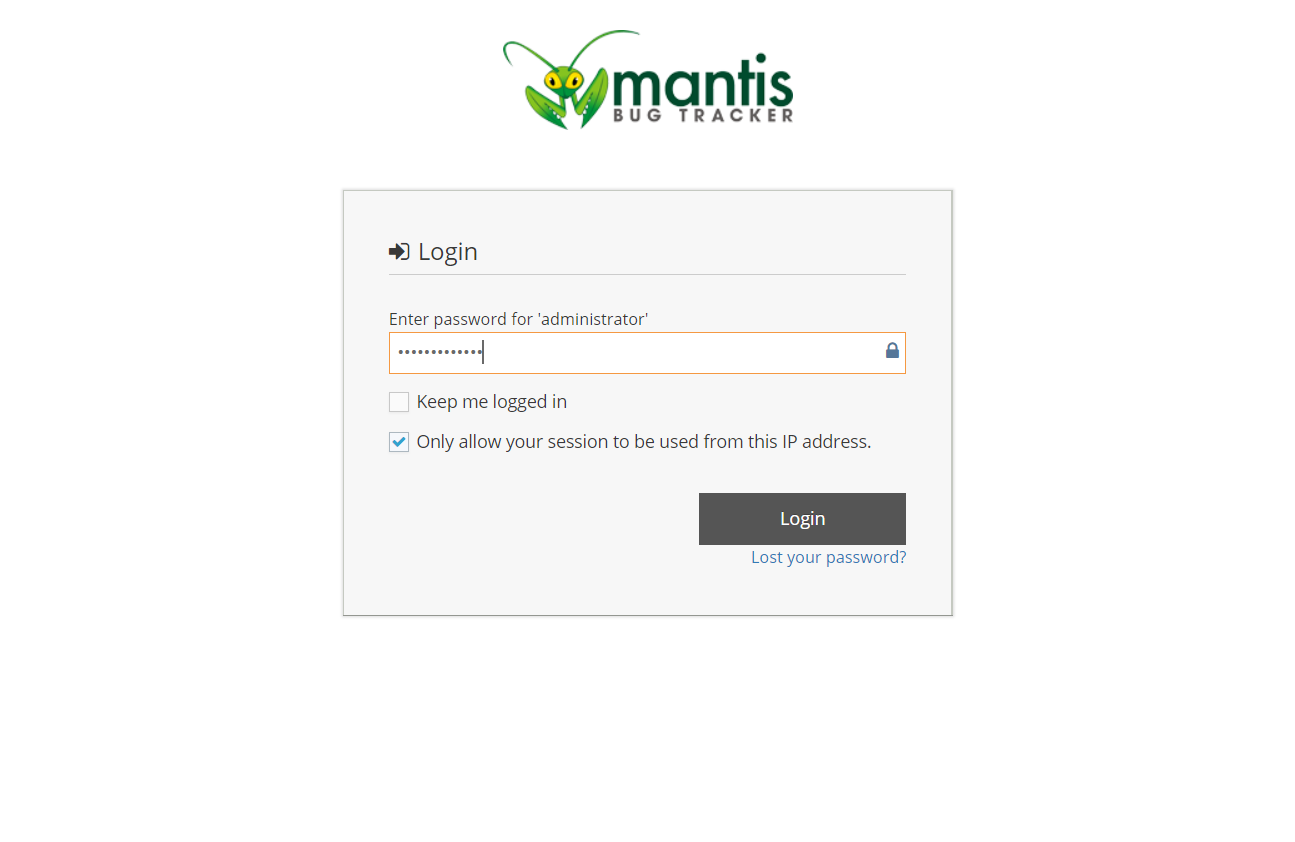 mantis
BUG TRACKER
Login
Enter password for 'administrator'
•••••••••••••
Keep me logged in
Only allow your session to be used from this IP address.
Login
Lost your password?